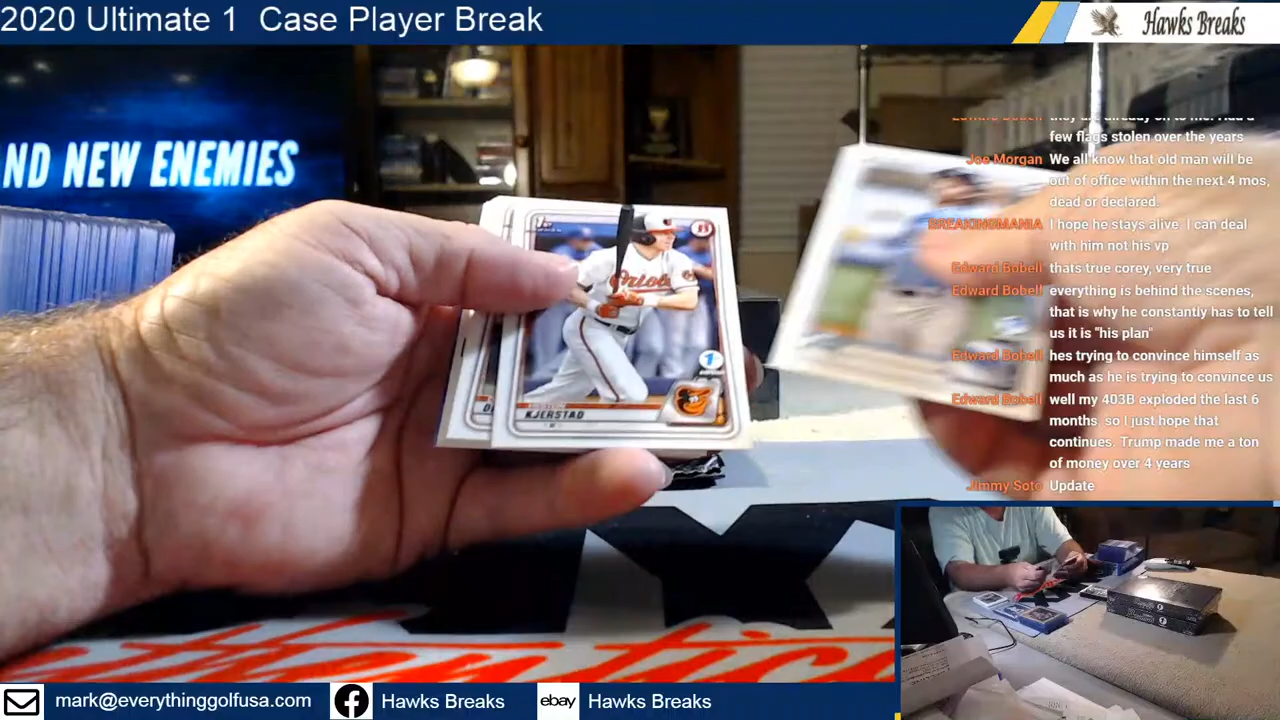 2020 Ultimate 1 Case Player Break
Hawks Breaks
ND NEW ENEMIES
few flags stolen over the years
Joe Morgan We all know that old man will be
out of office within the next 4 mos,
dead or declared.
BREAKINGMANIA I hope he stays alive. I can deal
with him not his vp
Edward Bobell thats true corey, very true
Edward Bobell everything is behind the scenes,
that is why he constantly has to tell
us it is "his plan"
Edward Bobell hes trying to convince himself as
much as he is trying to convince us
Edward Bobell well my 403B exploded the last 6
months, so I just hope that
continues. Trump made me a ton
of money over 4 years
Jimmy Soto Update
Orioles
KJERSTAD
mark@everythinggolfusa.com
Hawks Breaks
ebay
Hawks Breaks